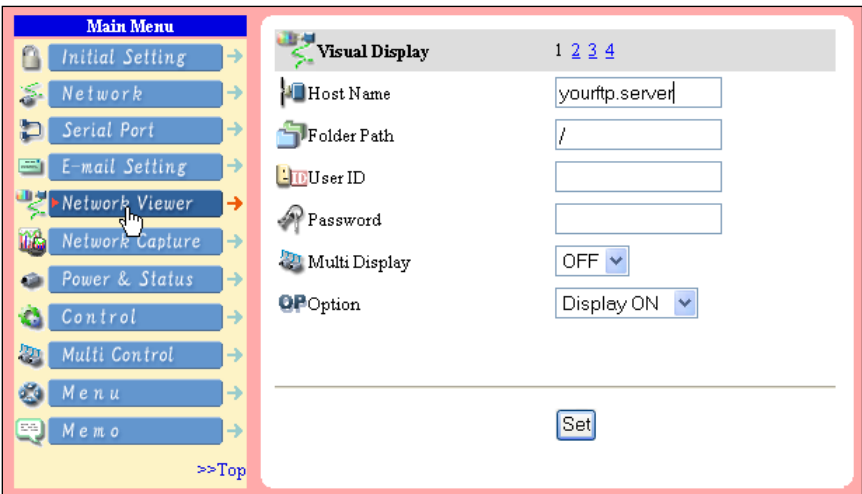 Main Menu
Initial Setting
Network
Serial Port
E-mail Setting
Network Viewer
Network Capture
Power & Status
Control
Multi Control
Menu
Memo
>>Top
Visual Display 1 2 3 4
Host Name yourftp.server
Folder Path /
ID User ID
Password
Multi Display OFF
OP Option Display ON
Set